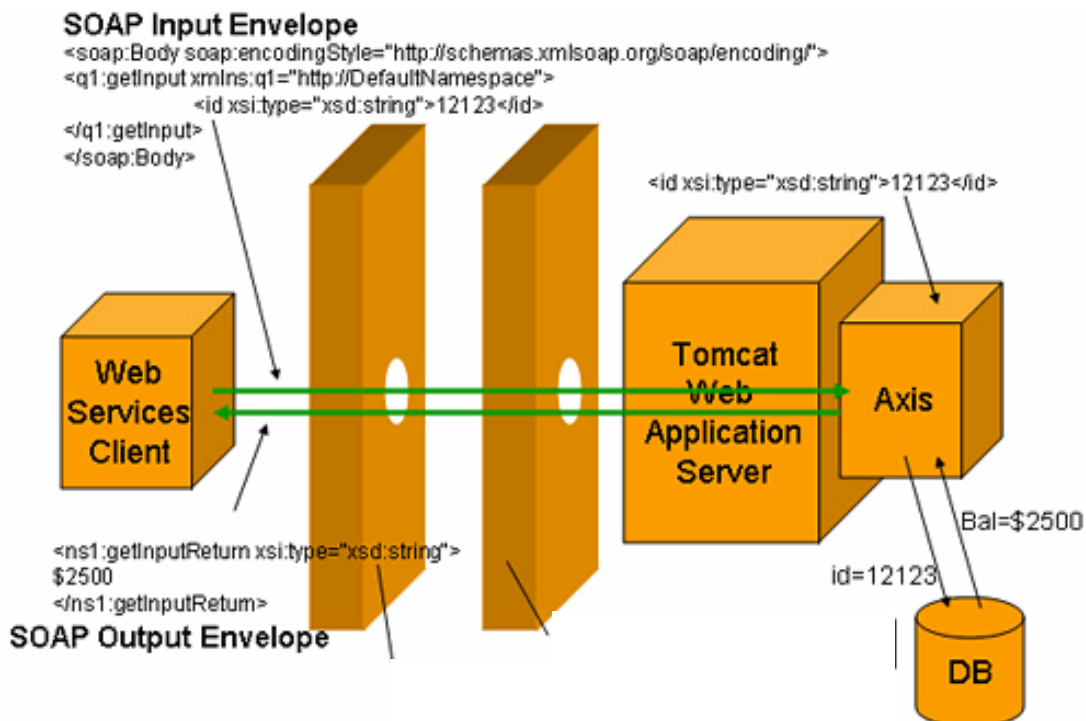 SOAP Input Envelope
<soap:Body soap:encodingStyle="http://schemas.xmlsoap.org/soap/encoding/">
<q1:getInput xmlns:q1="http://DefaultNamespace">
<id xsi:type="xsd:string">12123</id>
</q1:getInput>
</soap:Body>
<id xsi:type="xsd:string">12123</id>
Web
Services
Client
Tomcat
Web
Application
Server
Axis
<ns1:getInputReturn xsi:type="xsd:string">
$2500
</ns1:getInputReturn>
SOAP Output Envelope
Bal=$2500
id=12123
DB